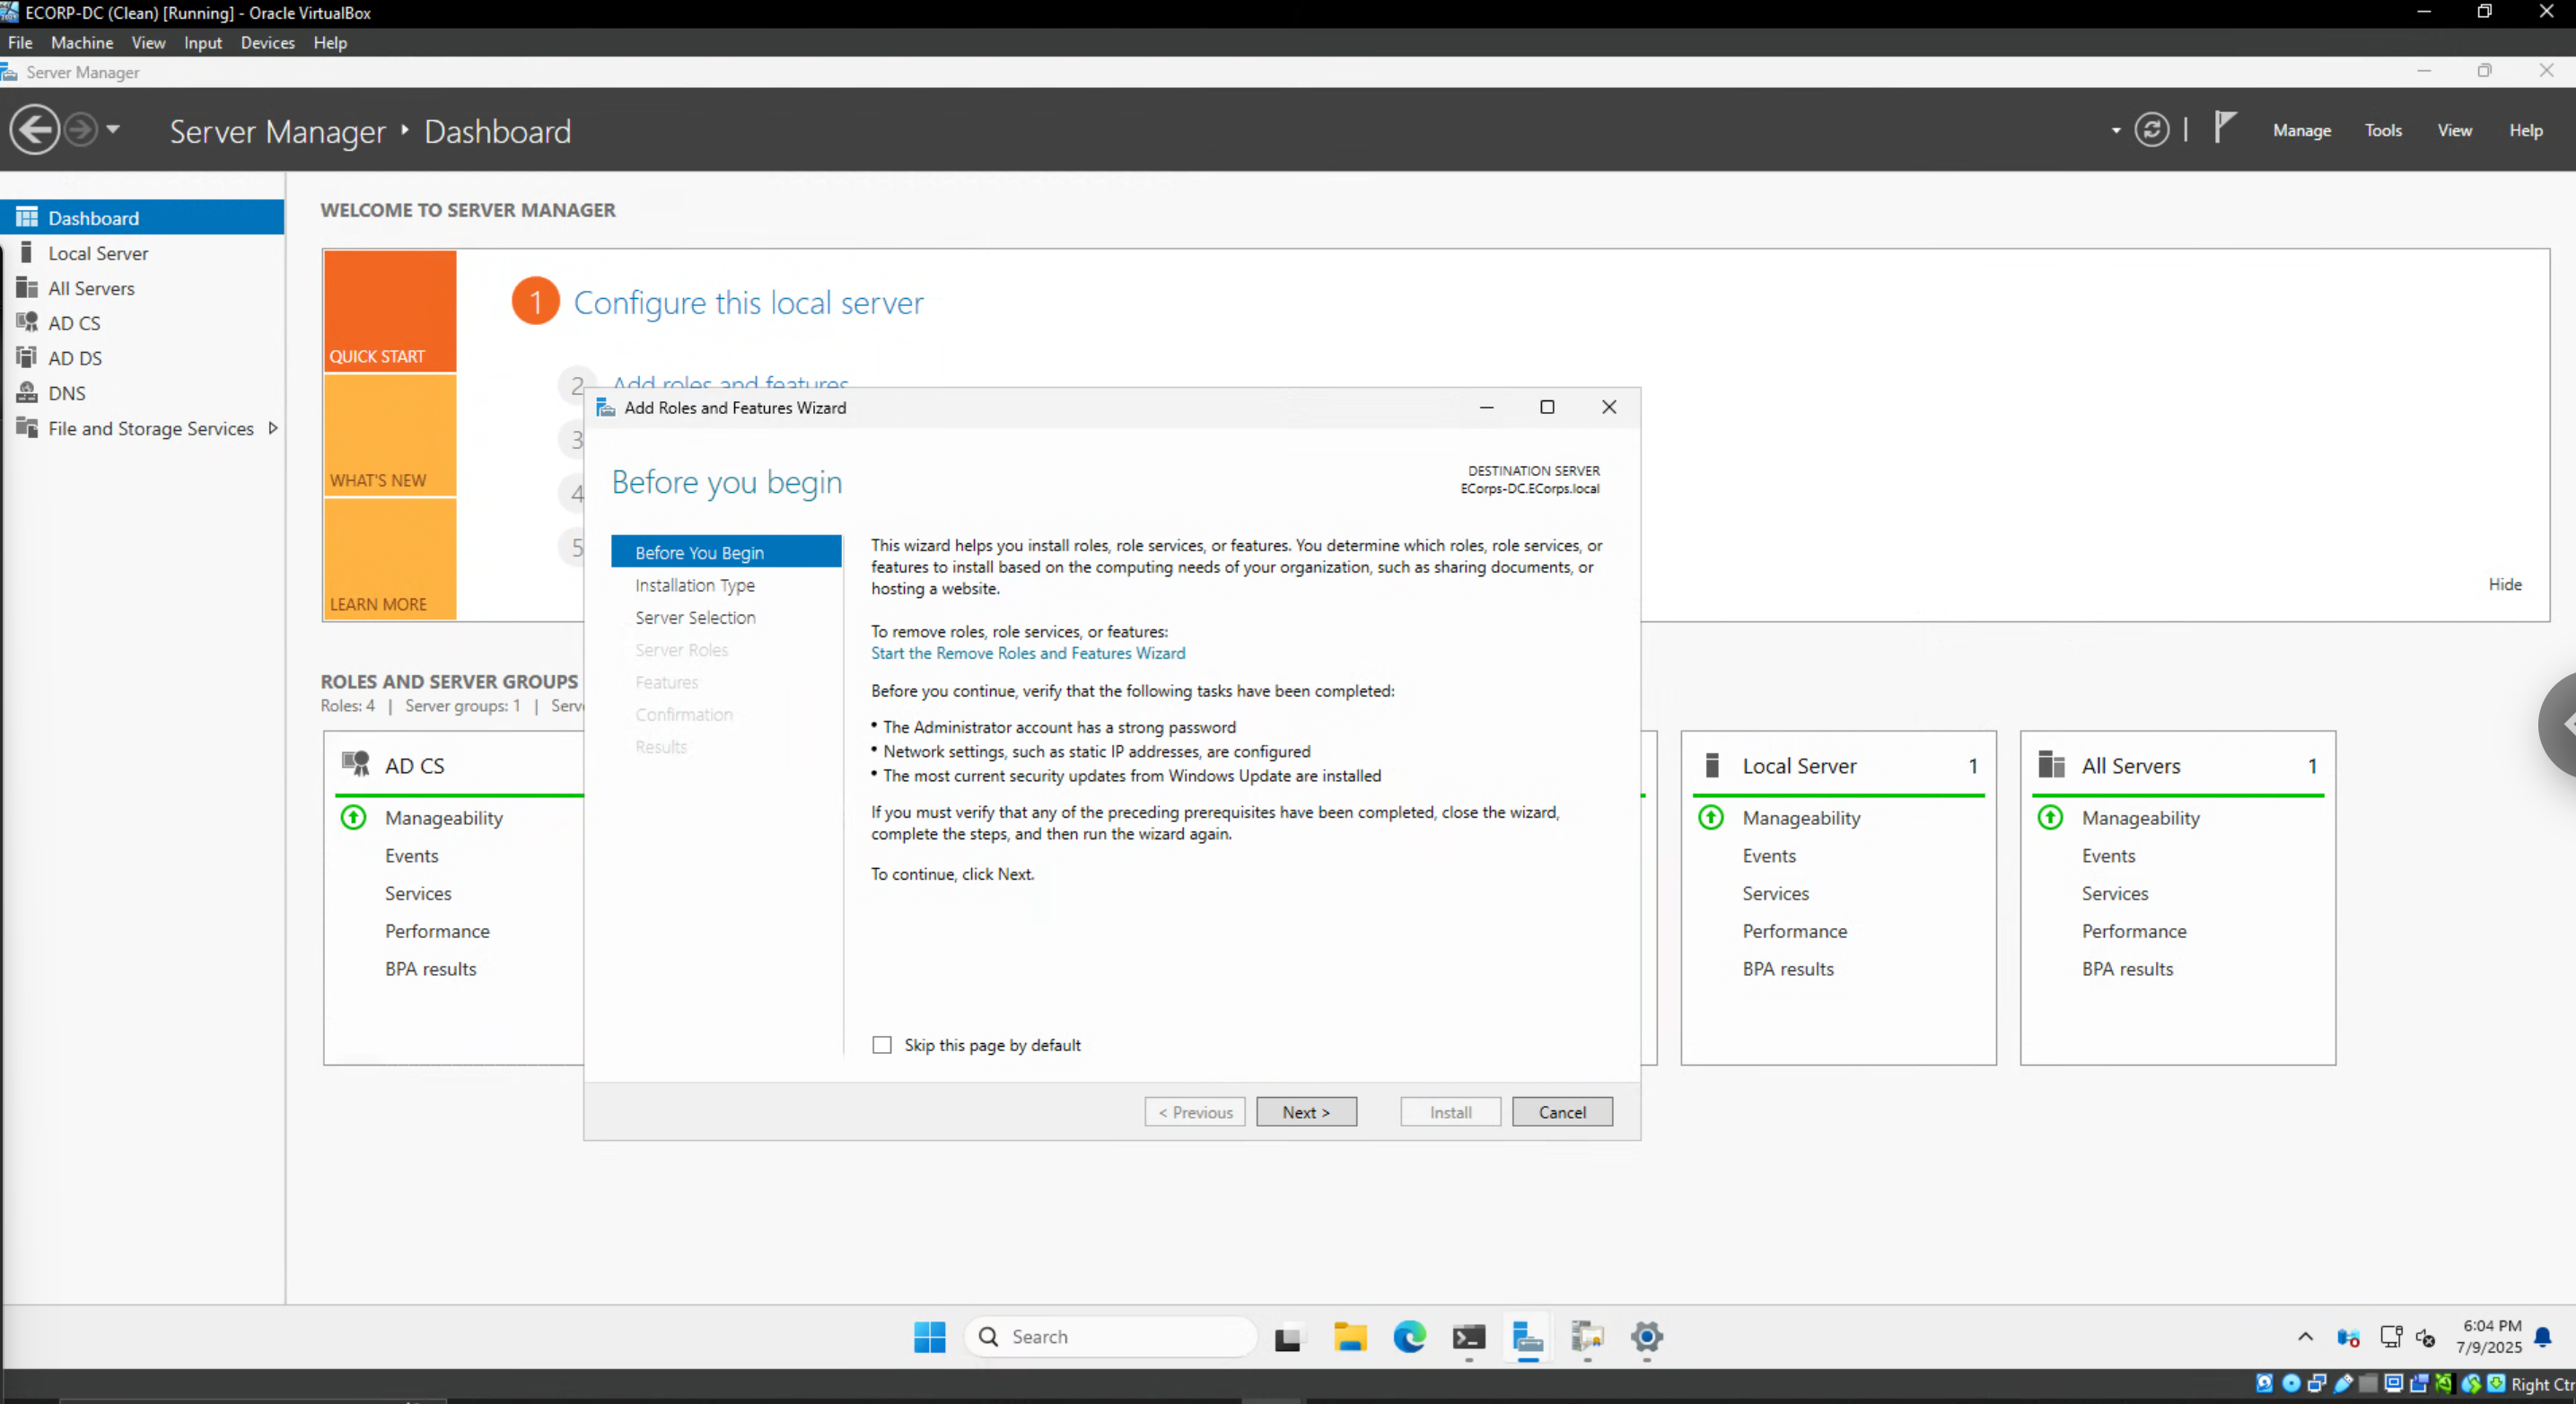 ECORP-DC (Clean) [Running] - Oracle VirtualBox
File Machine View Input Devices Help
Server Manager
Server Manager ‣ Dashboard
Manage Tools View Help
Dashboard
Local Server
All Servers
AD CS
AD DS
DNS
File and Storage Services
WELCOME TO SERVER MANAGER
QUICK START
WHAT'S NEW
LEARN MORE
1 Configure this local server
2 Add roles and features
3
4
5
Hide
ROLES AND SERVER GROUPS
Roles: 4 | Server groups: 1 |
AD CS
Manageability
Events
Services
Performance
BPA results
Add Roles and Features Wizard
Before you begin
DESTINATION SERVER
ECorps-DC.ECorps.local
Before You Begin
Installation Type
Server Selection
Server Roles
Features
Confirmation
Results
This wizard helps you install roles, role services, or features. You determine which roles, role services, or
features to install based on the computing needs of your organization, such as sharing documents, or
hosting a website.
To remove roles, role services, or features:
Start the Remove Roles and Features Wizard
Before you continue, verify that the following tasks have been completed:
• The Administrator account has a strong password
• Network settings, such as static IP addresses, are configured
• The most current security updates from Windows Update are installed
If you must verify that any of the preceding prerequisites have been completed, close the wizard,
complete the steps, and then run the wizard again.
To continue, click Next.
Skip this page by default
< Previous Next > Install Cancel
Local Server 1
Manageability
Events
Services
Performance
BPA results
All Servers 1
Manageability
Events
Services
Performance
BPA results
Search
6:04 PM
7/9/2025
Right Ctr